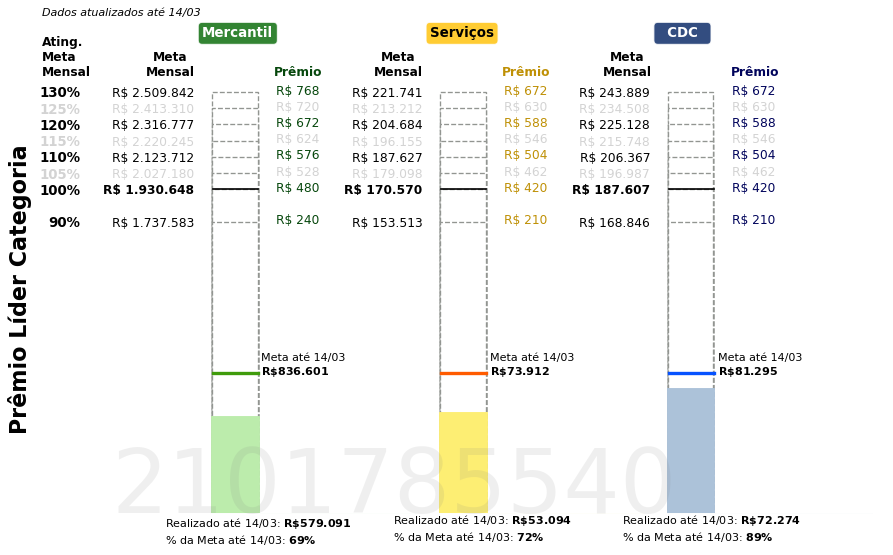 Dados atualizados até 14/03
Mercantil Serviços CDC
Ating. Meta Mensal Meta Mensal Prêmio Meta Mensal Prêmio Meta Mensal Prêmio
130% R$ 2.509.842 R$ 768 R$ 221.741 R$ 672 R$ 243.889 R$ 672
125% R$ 2.413.310 R$ 720 R$ 213.212 R$ 630 R$ 234.508 R$ 630
120% R$ 2.316.777 R$ 672 R$ 204.684 R$ 588 R$ 225.128 R$ 588
115% R$ 2.220.245 R$ 624 R$ 196.155 R$ 546 R$ 215.748 R$ 546
110% R$ 2.123.712 R$ 576 R$ 187.627 R$ 504 R$ 206.367 R$ 504
105% R$ 2.027.180 R$ 528 R$ 179.098 R$ 462 R$ 196.987 R$ 462
100% R$ 1.930.648 R$ 480 R$ 170.570 R$ 420 R$ 187.607 R$ 420
90% R$ 1.737.583 R$ 240 R$ 153.513 R$ 210 R$ 168.846 R$ 210
Prêmio Líder Categoria
Meta até 14/03 Meta até 14/03 Meta até 14/03
R$836.601 R$73.912 R$81.295
2101785540
Realizado até 14/03: R$579.091 Realizado até 14/03: R$53.094 Realizado até 14/03: R$72.274
% da Meta até 14/03: 69% % da Meta até 14/03: 72% % da Meta até 14/03: 89%